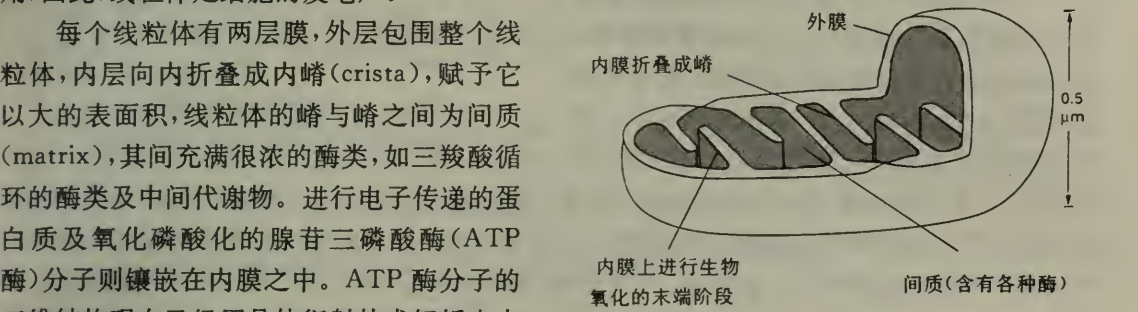 每个线粒体有两层膜,外层包围整个线
粒体,内层向内折叠成内嵴(crista),赋予它
以大的表面积,线粒体的嵴与嵴之间为间质
(matrix),其间充满很浓的酶类,如三羧酸循
环的酶类及中间代谢物。进行电子传递的蛋
白质及氧化磷酸化的腺苷三磷酸酶(ATP
酶)分子则镶嵌在内膜之中。ATP 酶分子的
外膜
内膜折叠成嵴
0.5
μm
内膜上进行生物
氧化的末端阶段
间质(含有各种酶)